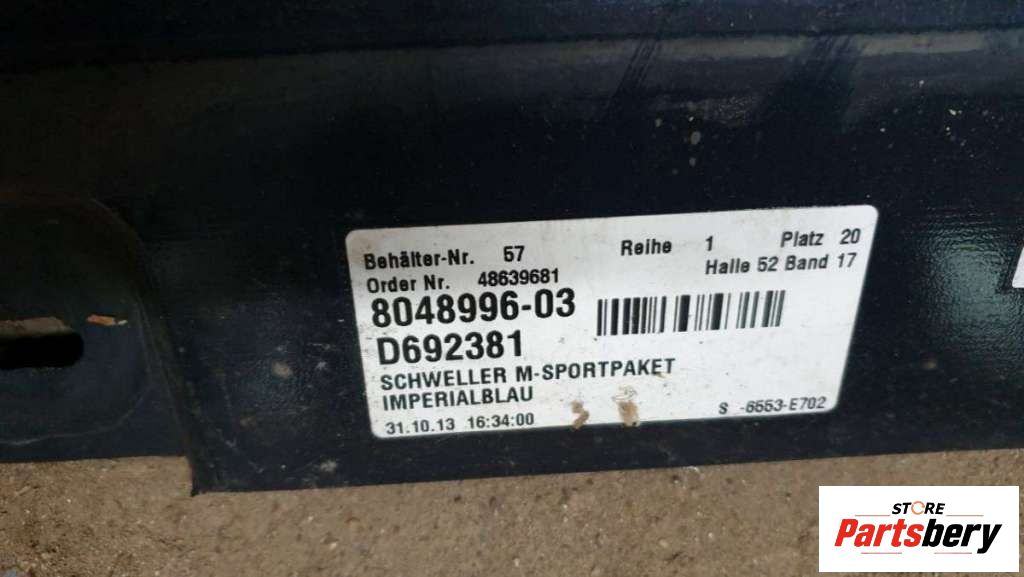 Behälter-Nr. 57 Reihe 1 Platz 20
Order Nr. 48639681 Halle 52 Band 17
8048996-03
D692381
SCHWELLER M-SPORTPAKET
IMPERIALBLAU
31.10.13 16:34:00 S -6553-E702
STORE
Partsbery